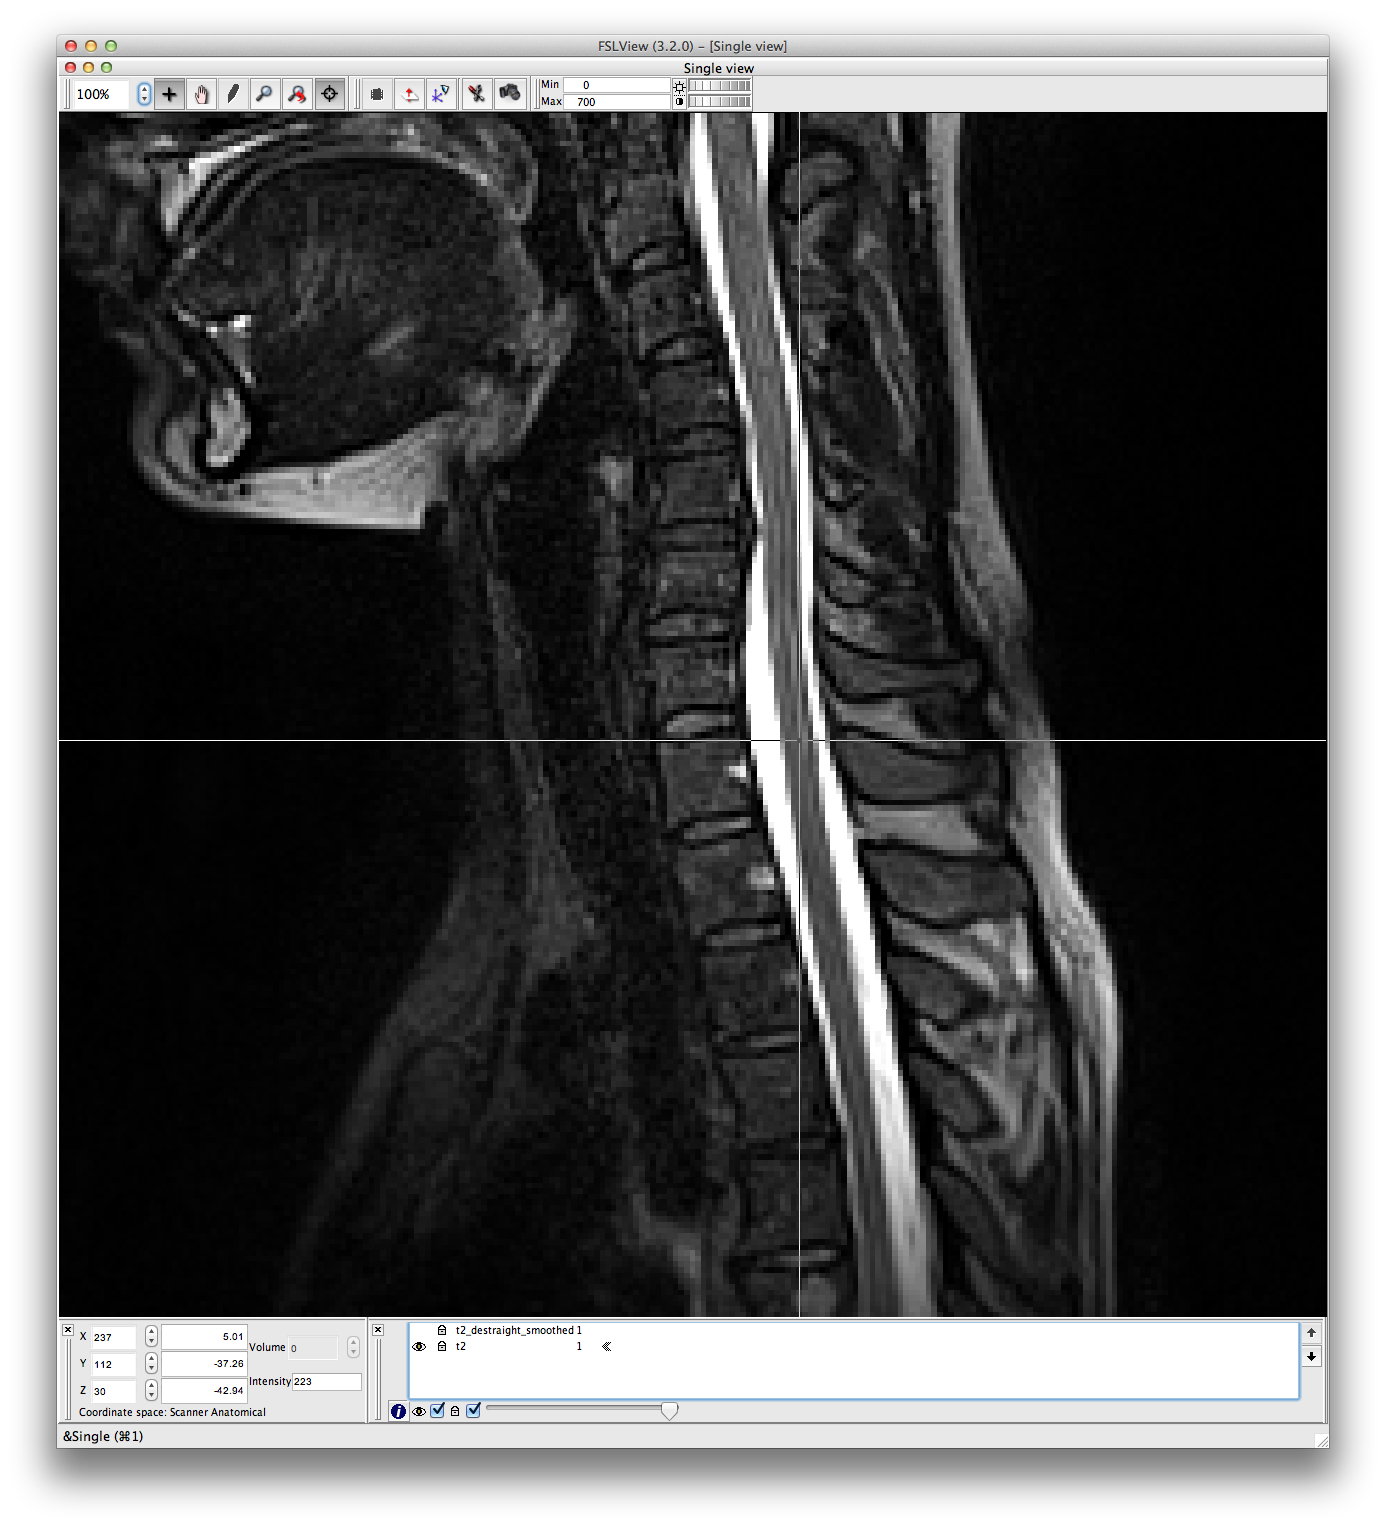 FSLView (3.2.0) – [Single view]
Single view
100%
Min 0
Max 700
X 237 5.01
Y 112 -37.26
Z 30 -42.94
Volume 0
Intensity 223
Coordinate space: Scanner Anatomical
t2_destraight_smoothed 1
t2 1
&Single (⌘1)